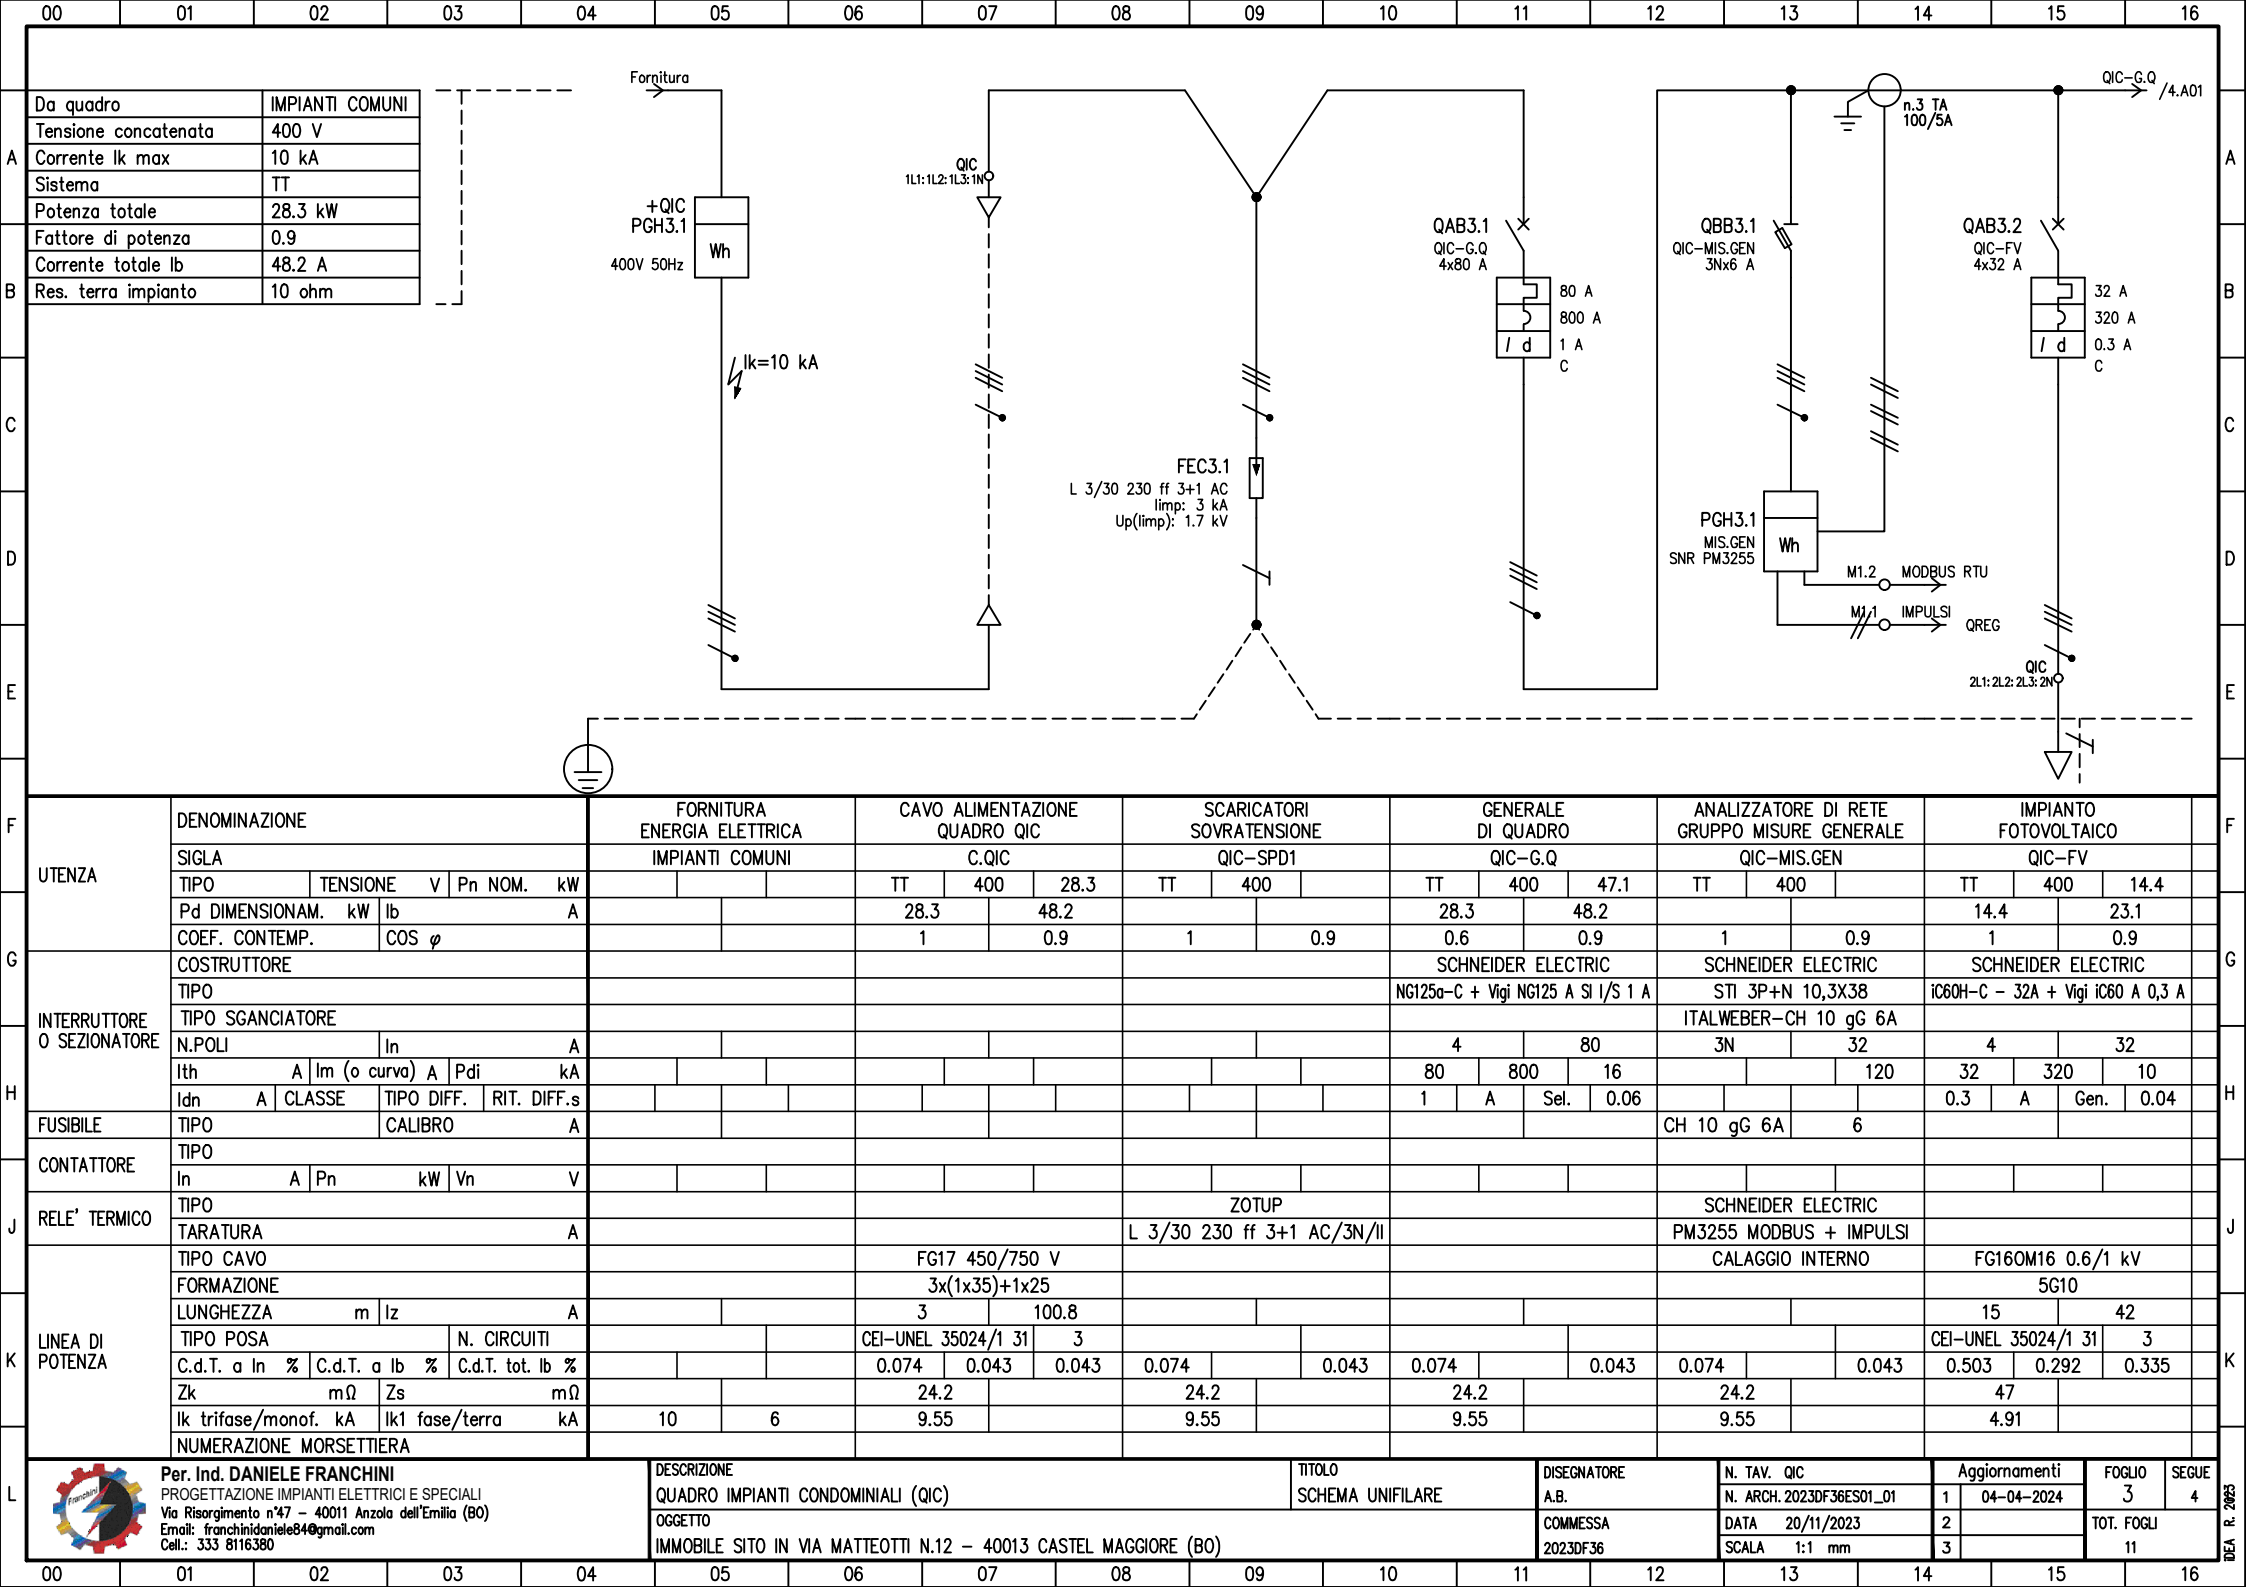 00 01 02 03 04 05 06 07 08 09 10 11 12 13 14 15 16
Fornitura
QIC-G.Q
/4.A01
Da quadro IMPIANTI COMUNI
Tensione concatenata 400 V
Corrente Ik max 10 kA
Sistema TT
Potenza totale 28.3 kW
Fattore di potenza 0.9
Corrente totale Ib 48.2 A
Res. terra impianto 10 ohm
A
B
C
D
E
F
G
H
J
K
L
+QIC
PGH3.1
Wh
400V 50Hz
Ik=10 kA
QIC
1L1:1L2:1L3:1N
FEC3.1
L 3/30 230 ff 3+1 AC
Iimp: 3 kA
Up(Iimp): 1.7 kV
QAB3.1
QIC-G.Q
4x80 A
80 A
800 A
I d 1 A
C
n.3 TA
100/5A
QBB3.1
QIC-MIS.GEN
3Nx6 A
PGH3.1
MIS.GEN
SNR PM3255
Wh
M1.2 MODBUS RTU
M1.1 IMPULSI
QREG
QAB3.2
QIC-FV
4x32 A
32 A
320 A
I d 0.3 A
C
QIC
2L1:2L2:2L3:2N
A
B
C
D
E
F
G
H
J
K
UTENZA
DENOMINAZIONE FORNITURA ENERGIA ELETTRICA CAVO ALIMENTAZIONE QUADRO QIC SCARICATORI SOVRATENSIONE GENERALE DI QUADRO ANALIZZATORE DI RETE GRUPPO MISURE GENERALE IMPIANTO FOTOVOLTAICO
SIGLA IMPIANTI COMUNI C.QIC QIC-SPD1 QIC-G.Q QIC-MIS.GEN QIC-FV
TIPO TENSIONE V Pn NOM. kW TT 400 28.3 TT 400 TT 400 47.1 TT 400 TT 400 14.4
Pd DIMENSIONAM. kW Ib A 28.3 48.2 28.3 48.2 14.4 23.1
COEF. CONTEMP. COS φ 1 0.9 1 0.9 0.6 0.9 1 0.9 1 0.9
INTERRUTTORE
O SEZIONATORE
COSTRUTTORE SCHNEIDER ELECTRIC SCHNEIDER ELECTRIC SCHNEIDER ELECTRIC
TIPO NG125a-C + Vigi NG125 A SI I/S 1 A STI 3P+N 10,3X38 iC60H-C - 32A + Vigi iC60 A 0,3 A
TIPO SGANCIATORE ITALWEBER-CH 10 gG 6A
N.POLI In A 4 80 3N 32 4 32
Ith A Im (o curva) A Pdi kA 80 800 16 120 32 320 10
Idn A CLASSE TIPO DIFF. RIT. DIFF.s 1 A Sel. 0.06 0.3 A Gen. 0.04
FUSIBILE TIPO CALIBRO A CH 10 gG 6A 6
CONTATTORE
TIPO
In A Pn kW Vn V
RELE' TERMICO
TIPO ZOTUP SCHNEIDER ELECTRIC
TARATURA A L 3/30 230 ff 3+1 AC/3N/II PM3255 MODBUS + IMPULSI
LINEA DI
POTENZA
TIPO CAVO FG17 450/750 V CALAGGIO INTERNO FG16OM16 0.6/1 kV
FORMAZIONE 3x(1x35)+1x25 5G10
LUNGHEZZA m Iz A 3 100.8 15 42
TIPO POSA N. CIRCUITI CEI-UNEL 35024/1 31 3 CEI-UNEL 35024/1 31 3
C.d.T. a In % C.d.T. a Ib % C.d.T. tot. Ib % 0.074 0.043 0.043 0.074 0.043 0.074 0.043 0.074 0.043 0.503 0.292 0.335
Zk mΩ Zs mΩ 24.2 24.2 24.2 24.2 47
Ik trifase/monof. kA Ik1 fase/terra kA 10 6 9.55 9.55 9.55 9.55 4.91
NUMERAZIONE MORSETTIERA
Franchini
Per. Ind. DANIELE FRANCHINI
PROGETTAZIONE IMPIANTI ELETTRICI E SPECIALI
Via Risorgimento n°47 - 40011 Anzola dell'Emilia (BO)
Email: franchinidaniele84@gmail.com
Cell.: 333 8116380
DESCRIZIONE
QUADRO IMPIANTI CONDOMINIALI (QIC)
TITOLO
SCHEMA UNIFILARE
OGGETTO
IMMOBILE SITO IN VIA MATTEOTTI N.12 - 40013 CASTEL MAGGIORE (BO)
DISEGNATORE
A.B.
COMMESSA
2023DF36
N. TAV. QIC
N. ARCH. 2023DF36ES01_01
DATA 20/11/2023
SCALA 1:1 mm
Aggiornamenti
1 04-04-2024
2
3
FOGLIO
3
SEGUE
4
TOT. FOGLI
11
iDEA R. 2023
00 01 02 03 04 05 06 07 08 09 10 11 12 13 14 15 16